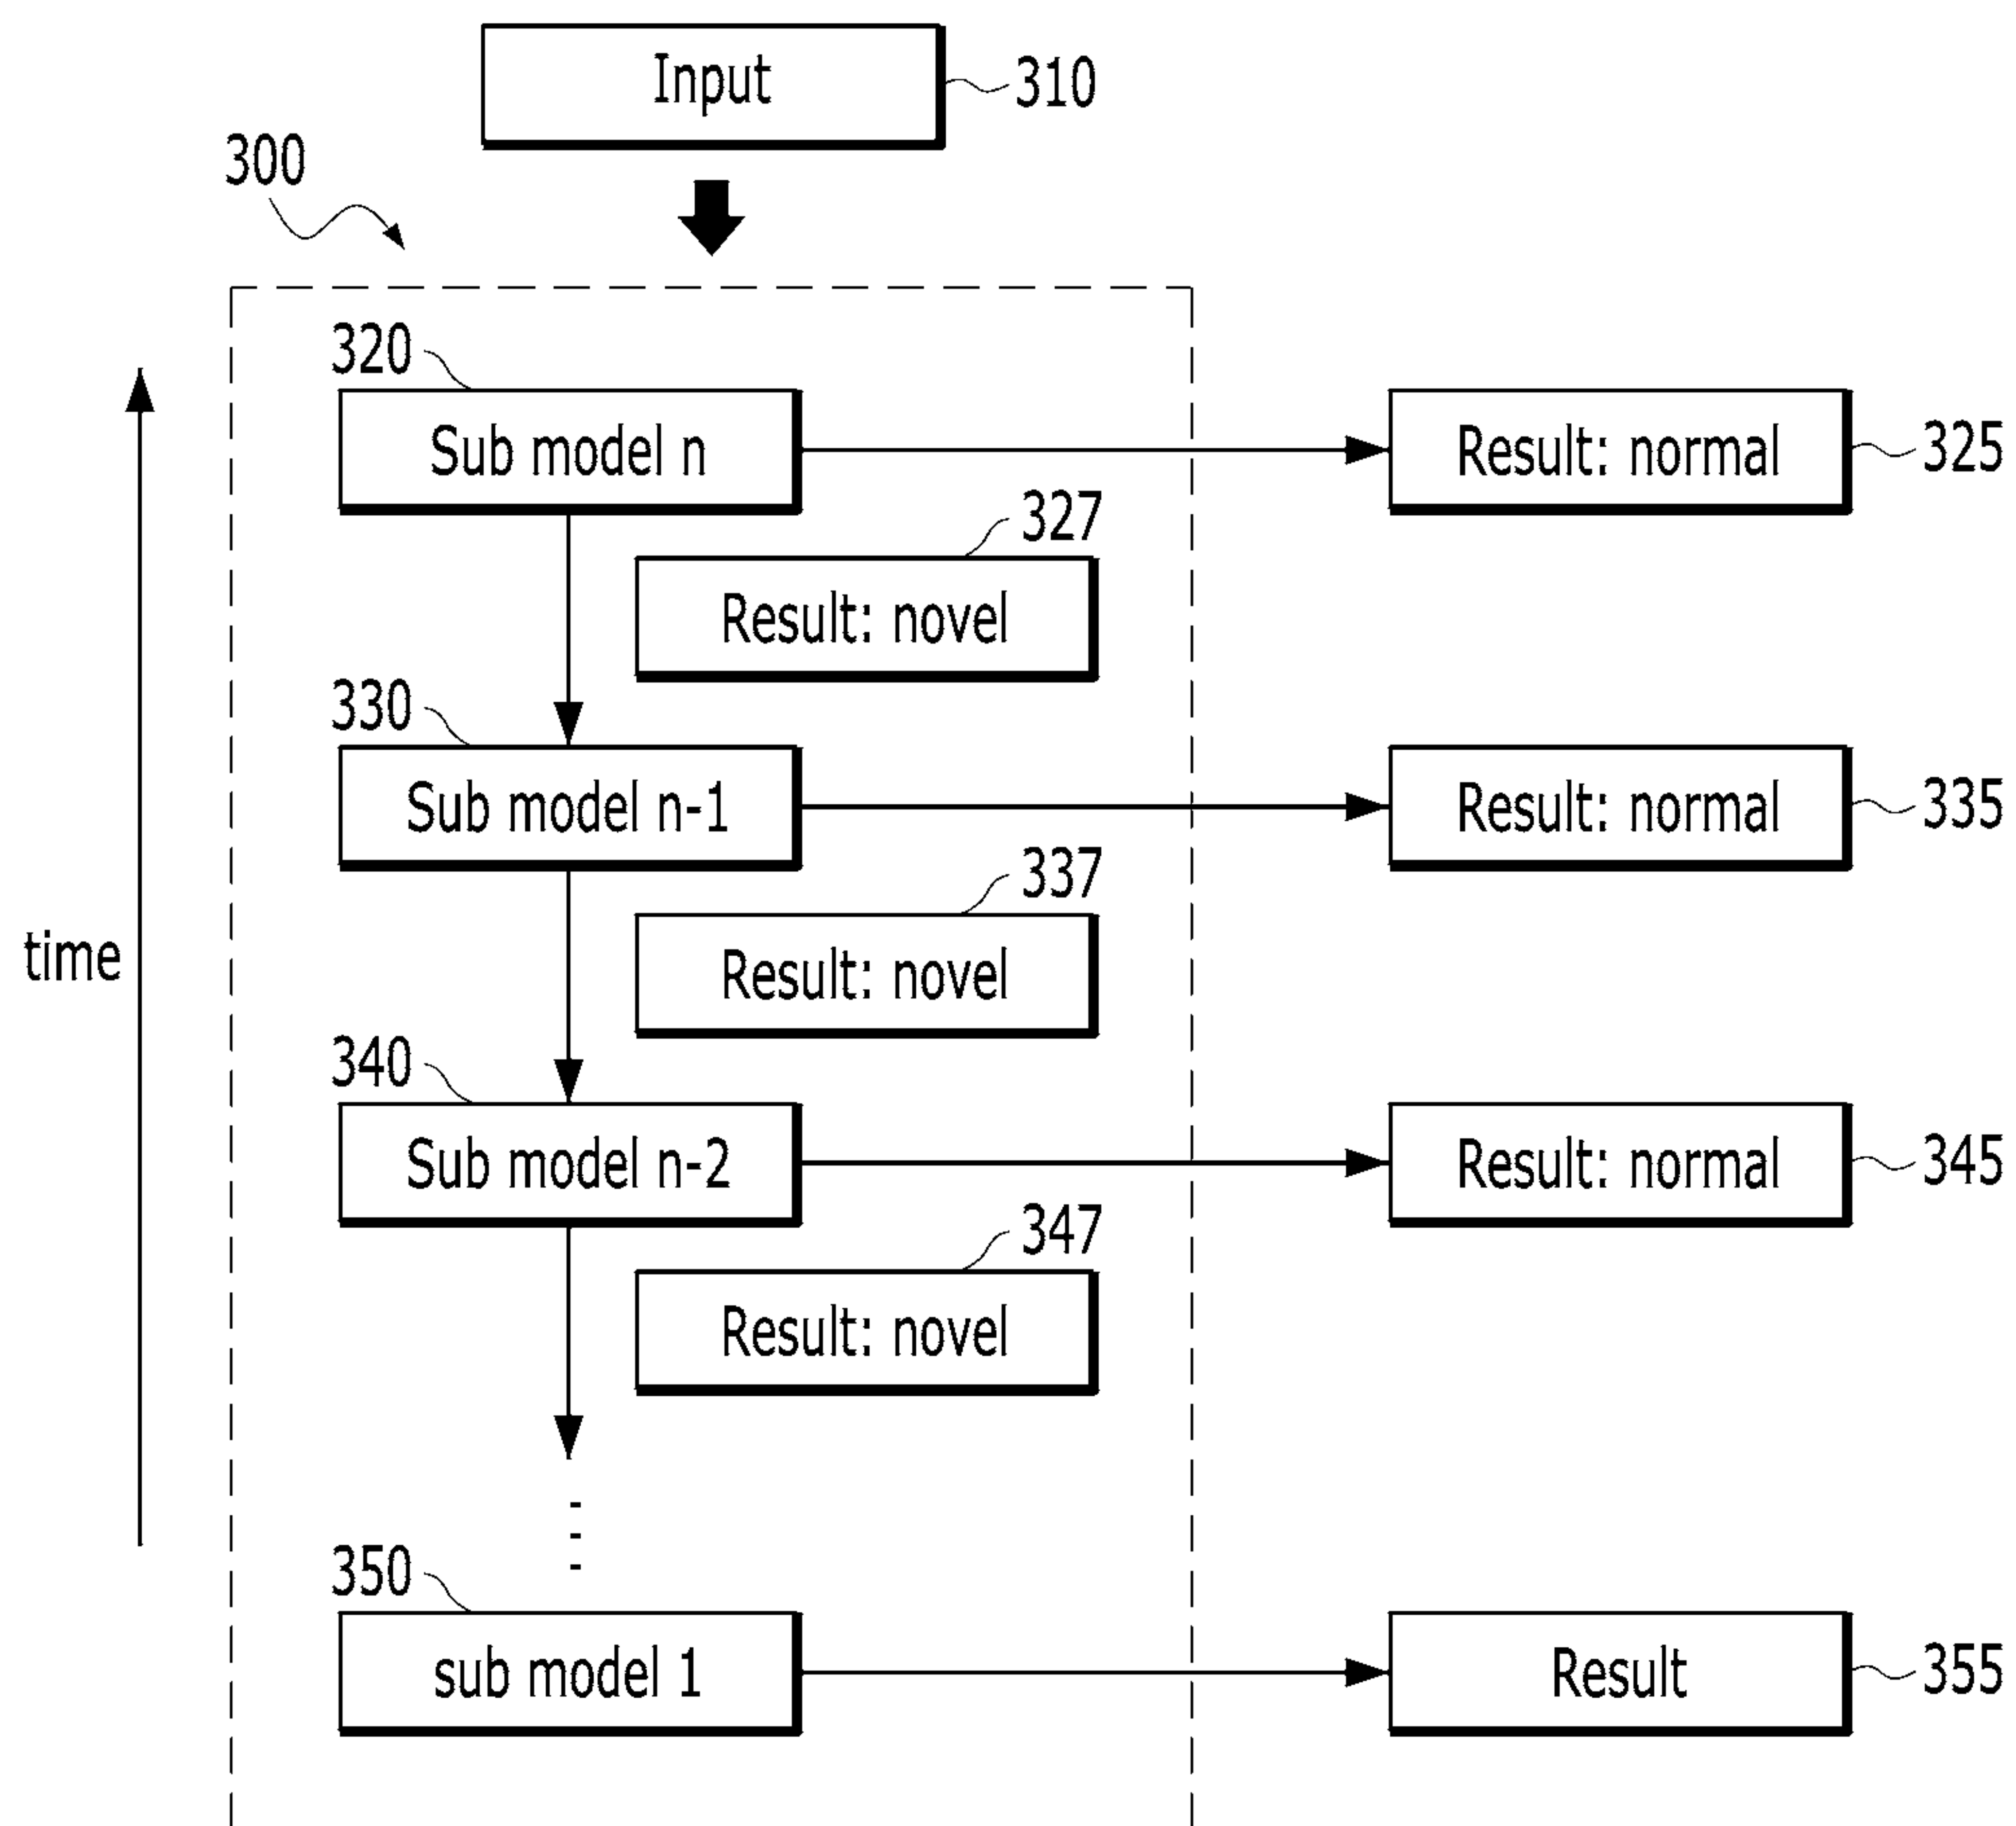 Input
310
300
320
Sub model n
Result: normal
325
327
Result: novel
330
Sub model n-1
Result: normal
335
337
Result: novel
time
340
Sub model n-2
Result: normal
345
347
Result: novel
350
sub model 1
Result
355